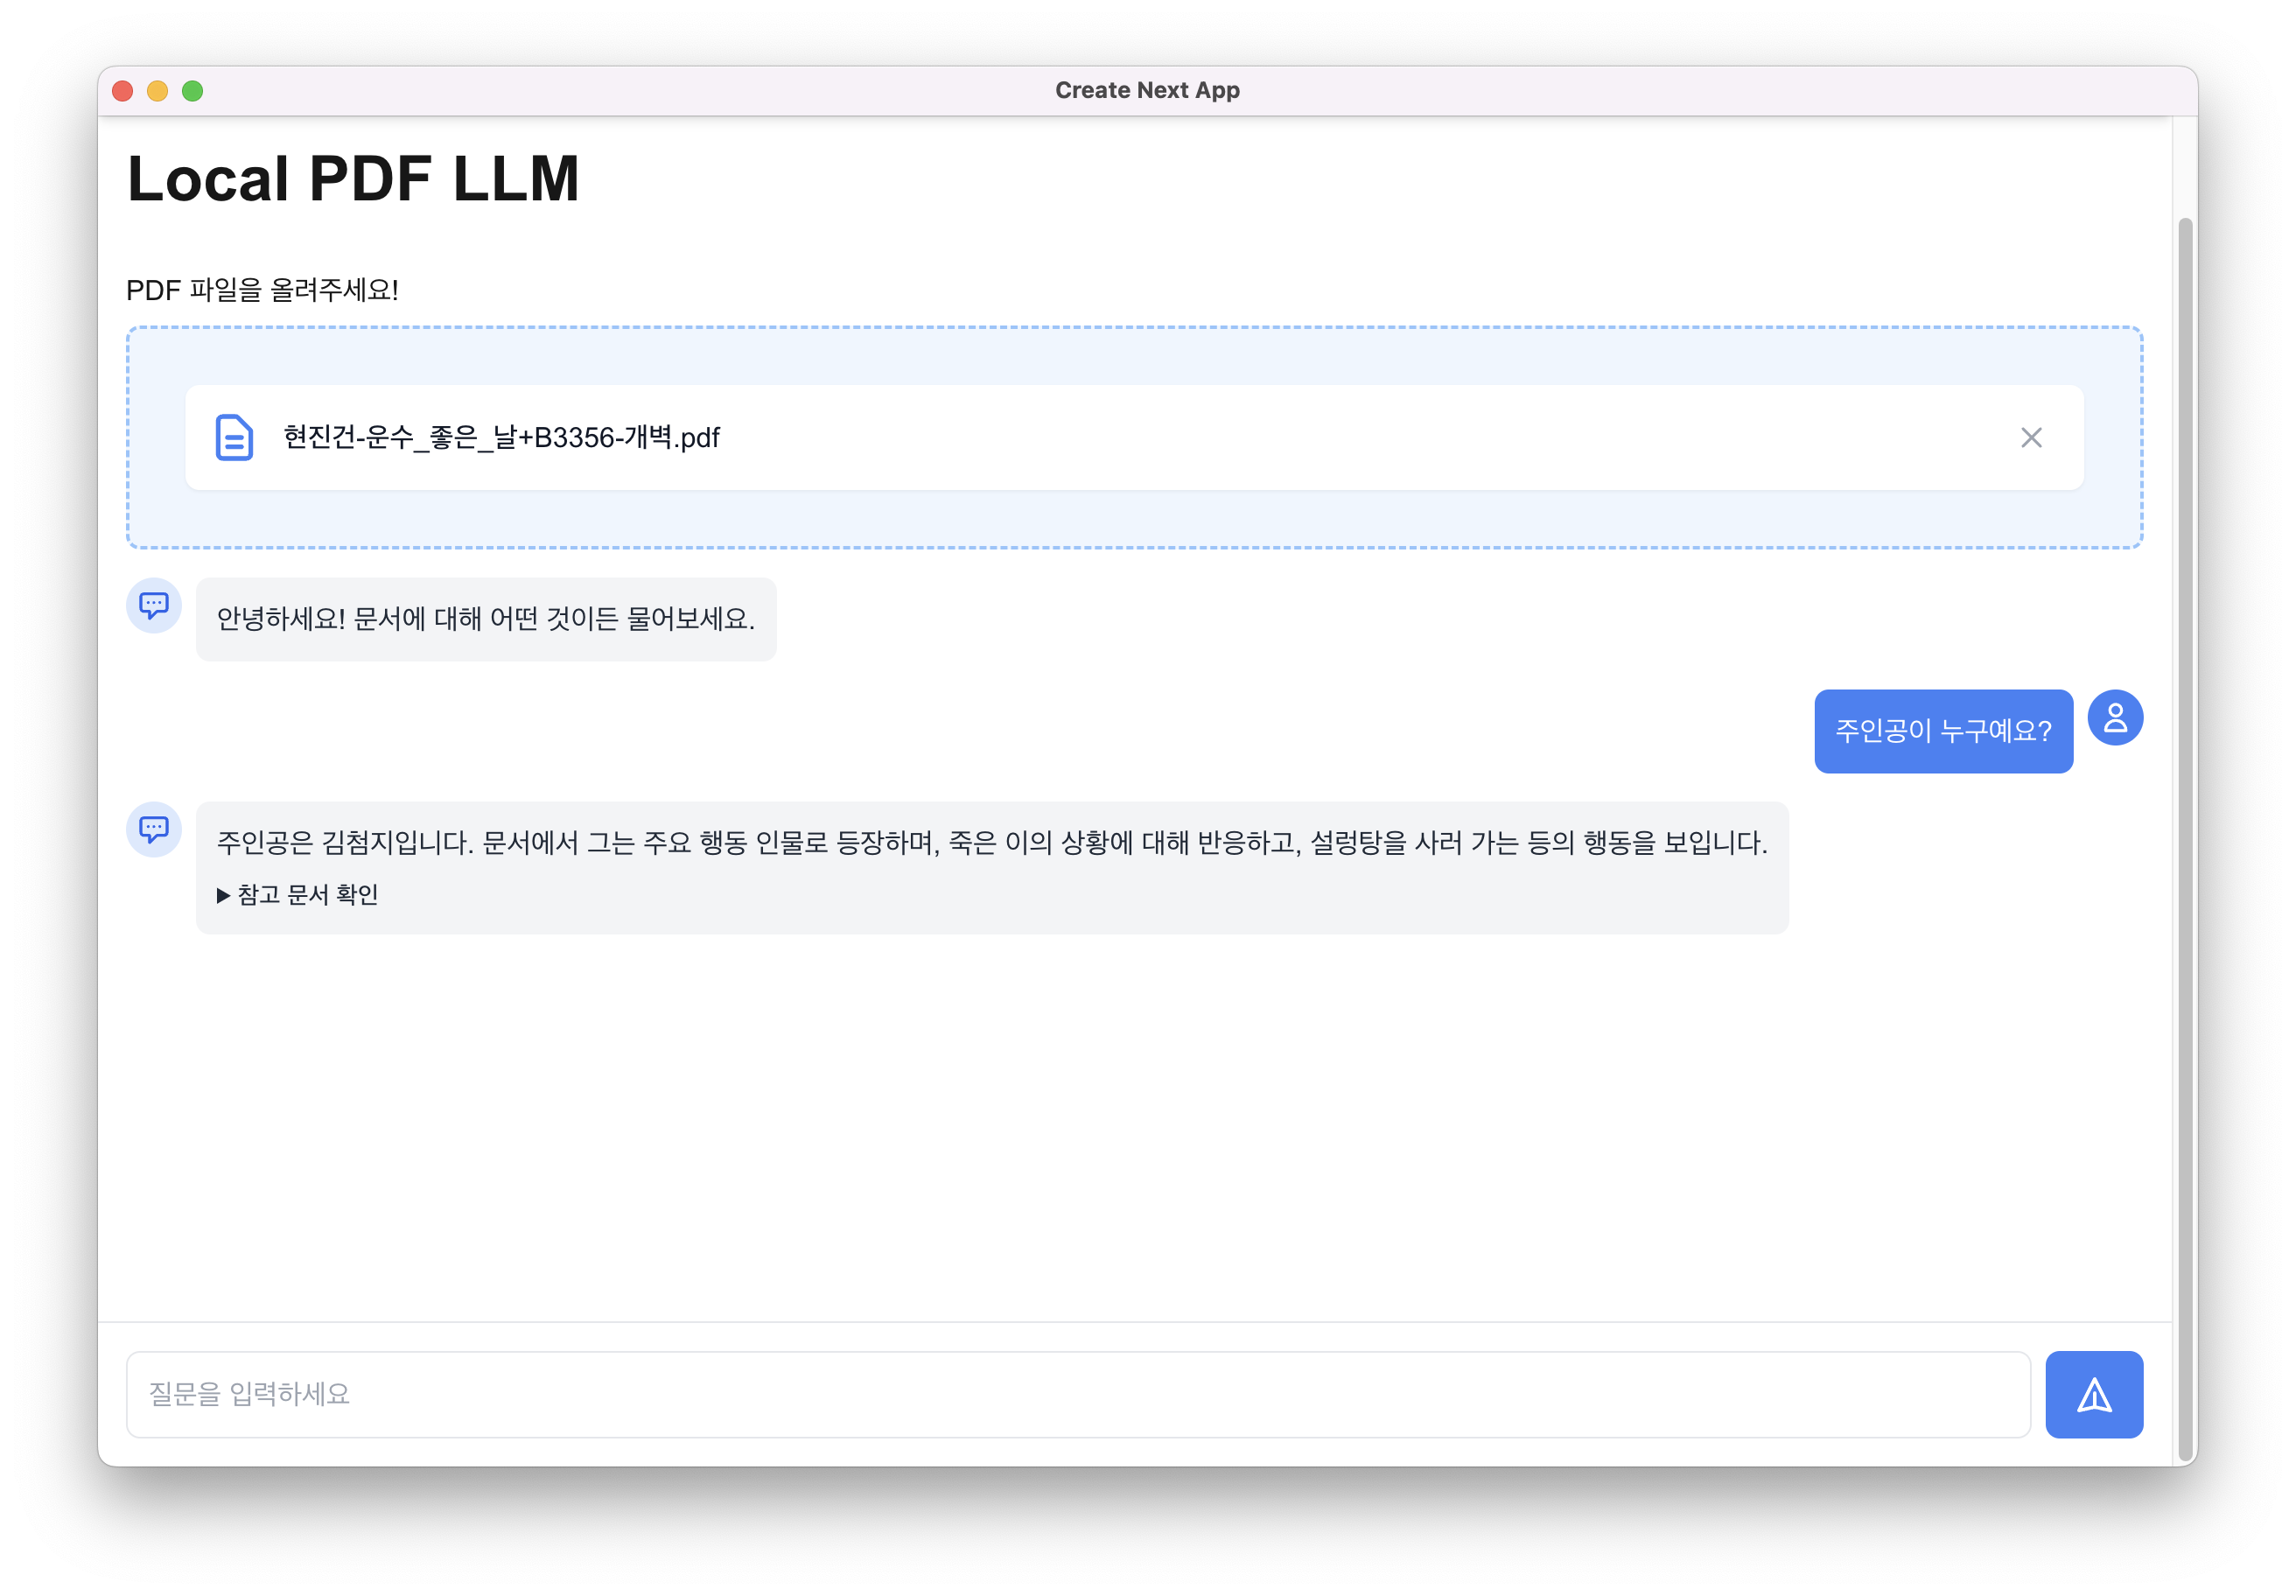 Create Next App
Local PDF LLM
PDF 파일을 올려주세요!
현진건-운수_좋은_날+B3356-개벽.pdf
안녕하세요! 문서에 대해 어떤 것이든 물어보세요.
주인공이 누구예요?
주인공은 김첨지입니다. 문서에서 그는 주요 행동 인물로 등장하며, 죽은 이의 상황에 대해 반응하고, 설렁탕을 사러 가는 등의 행동을 보입니다.
▶ 참고 문서 확인
질문을 입력하세요